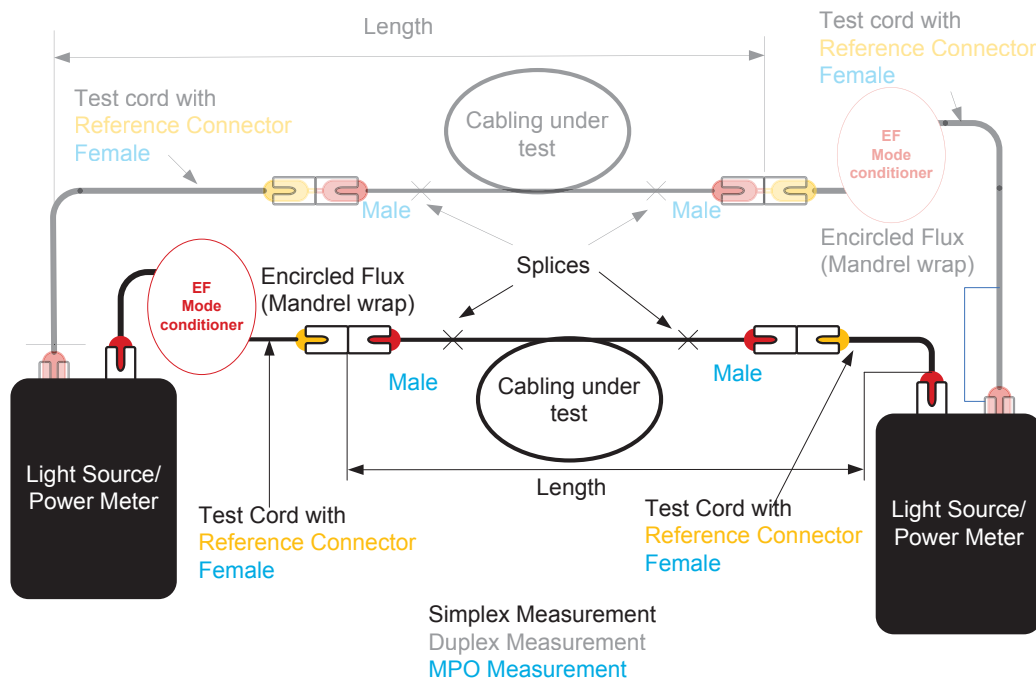 Length
Test cord with
Reference Connector
Female
Test cord with
Reference Connector
Female
Cabling under
test
EF
Mode
conditioner
Male
Male
Encircled Flux
(Mandrel wrap)
Splices
EF
Mode
conditioner
Encircled Flux
(Mandrel wrap)
Male
Male
Cabling under
test
Light Source/
Power Meter
Length
Light Source/
Power Meter
Test Cord with
Reference Connector
Female
Test Cord with
Reference Connector
Female
Simplex Measurement
Duplex Measurement
MPO Measurement